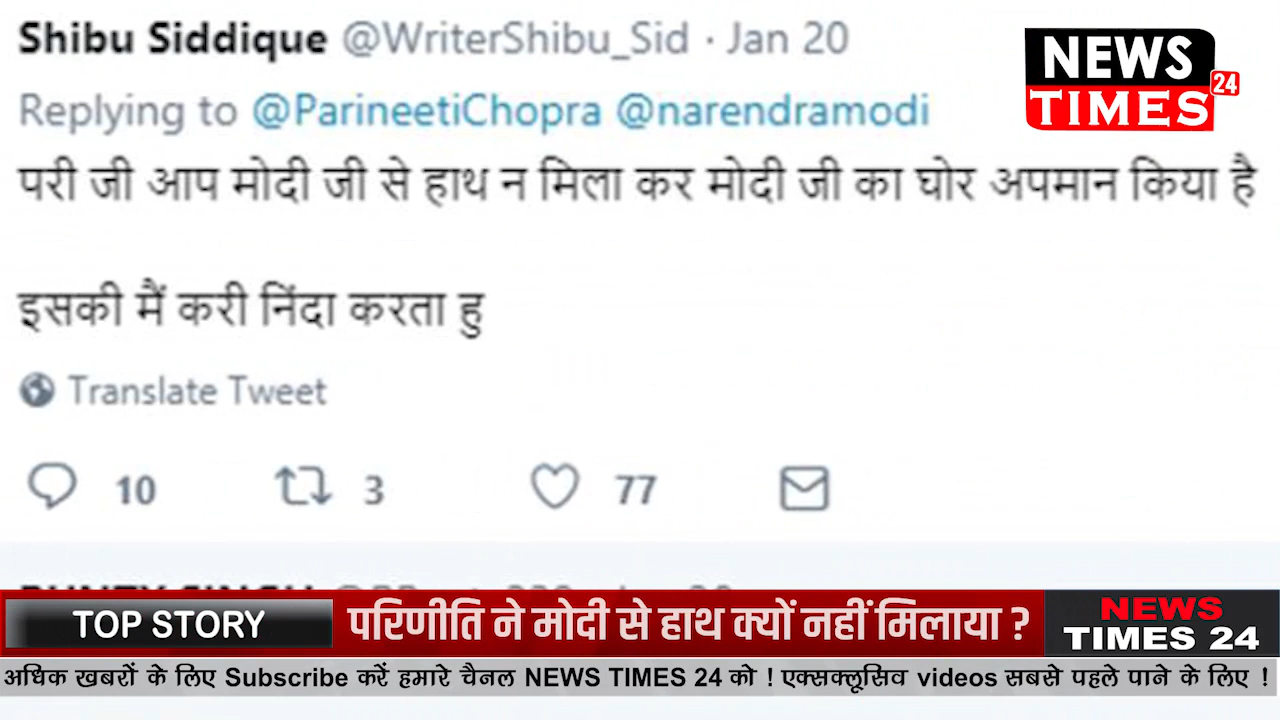 Shibu Siddique @WriterShibu_Sid · Jan 20
NEWS
TIMES 24
Replying to @ParineetiChopra @narendramodi
परी जी आप मोदी जी से हाथ न मिला कर मोदी जी का घोर अपमान किया है
इसकी मैं करी निंदा करता हु
Translate Tweet
10 3 77
TOP STORY
परिणीति ने मोदी से हाथ क्यों नहीं मिलाया ?
NEWS
TIMES 24
अधिक खबरों के लिए Subscribe करें हमारे चैनल NEWS TIMES 24 को ! एक्सक्लूसिव videos सबसे पहले पाने के लिए !